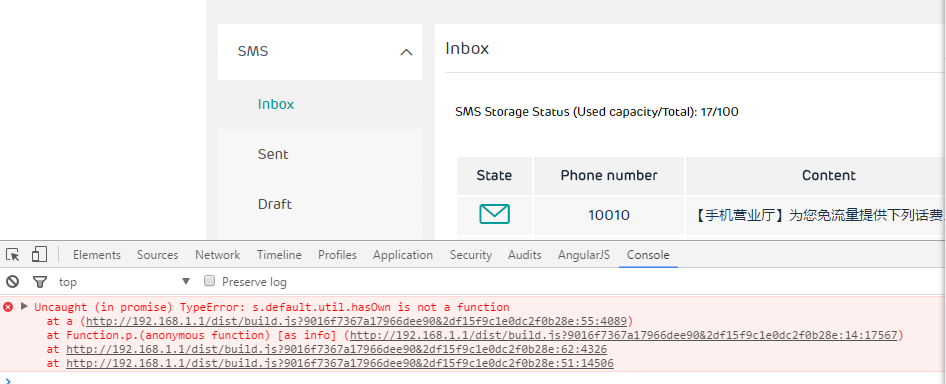 SMS
Inbox
Inbox
SMS Storage Status (Used capacity/Total): 17/100
Sent
State Phone number Content
Draft
10010 【手机营业厅】为您免流量提供下列话费
Elements Sources Network Timeline Profiles Application Security Audits AngularJS Console
top Preserve log
Uncaught (in promise) TypeError: s.default.util.hasOwn is not a function
at a (http://192.168.1.1/dist/build.js?9016f7367a17966dee90&2df15f9c1e0dc2f0b28e:55:4089)
at Function.p.(anonymous function) [as info] (http://192.168.1.1/dist/build.js?9016f7367a17966dee90&2df15f9c1e0dc2f0b28e:14:17567)
at http://192.168.1.1/dist/build.js?9016f7367a17966dee90&2df15f9c1e0dc2f0b28e:62:4326
at http://192.168.1.1/dist/build.js?9016f7367a17966dee90&2df15f9c1e0dc2f0b28e:51:14506